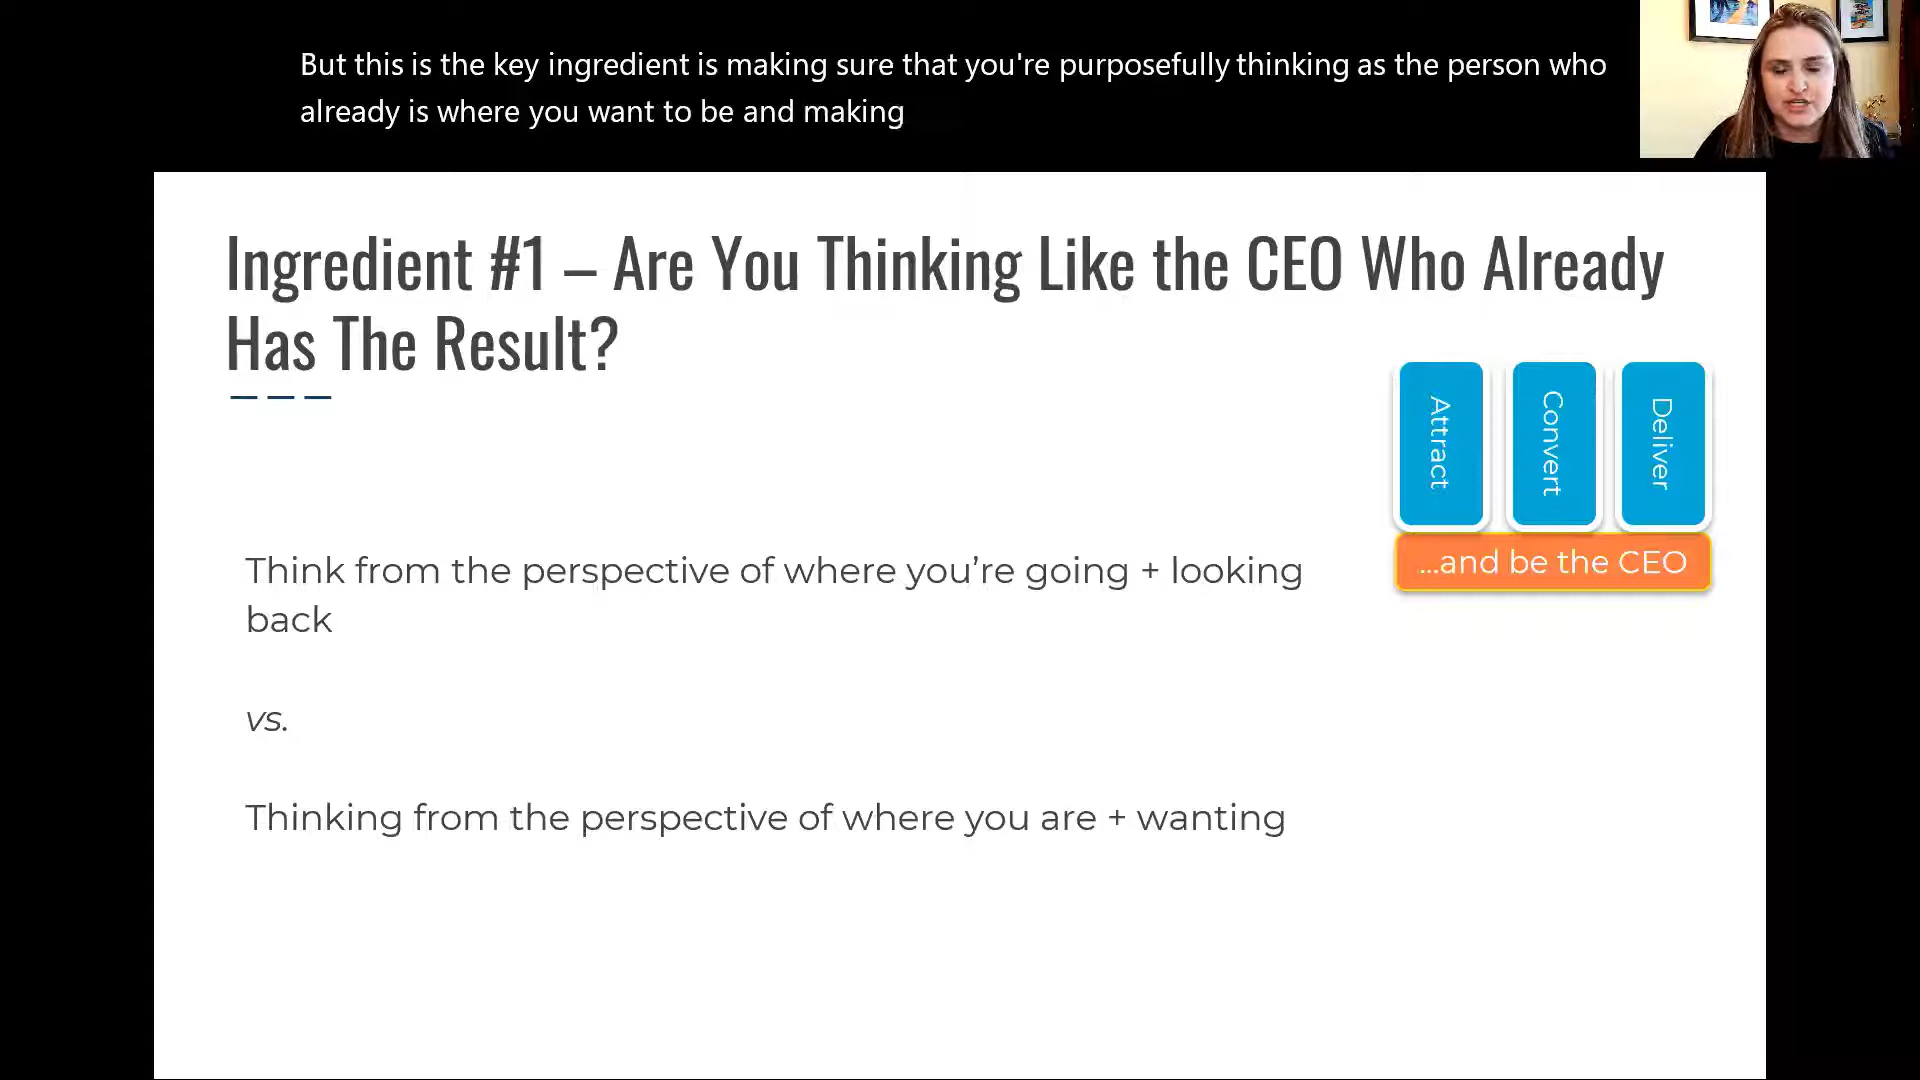 But this is the key ingredient is making sure that you're purposefully thinking as the person who
already is where you want to be and making
Ingredient #1 – Are You Thinking Like the CEO Who Already
Has The Result?
Attract
Convert
Deliver
...and be the CEO
Think from the perspective of where you’re going + looking
back
vs.
Thinking from the perspective of where you are + wanting